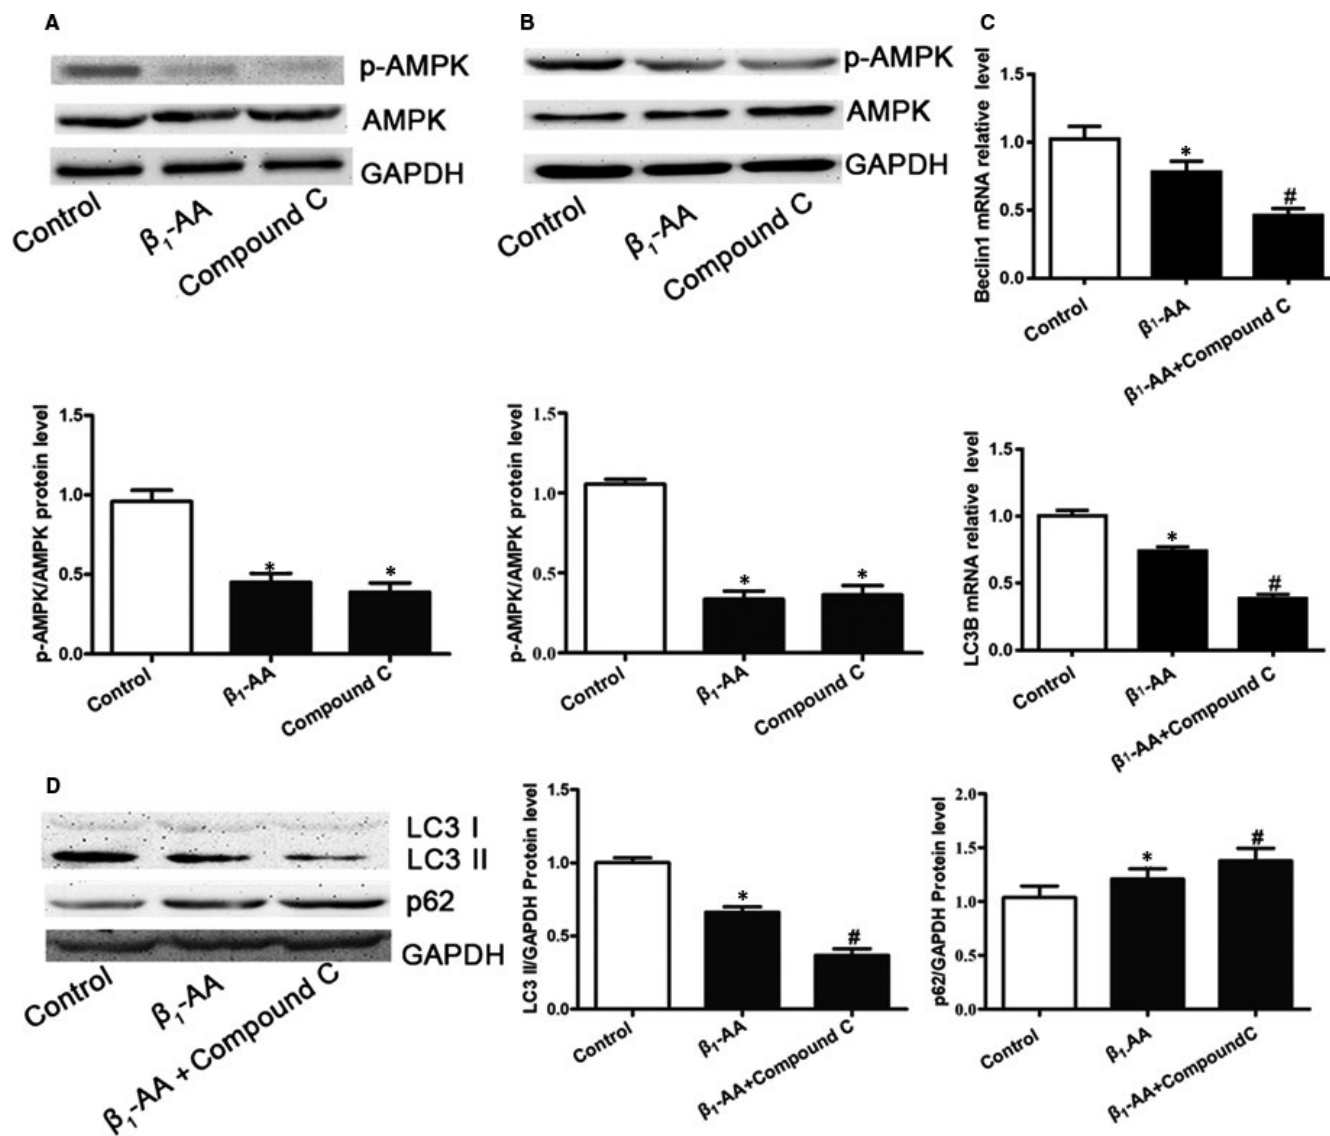 A
p-AMPK
AMPK
GAPDH
Control
β1-AA
Compound C
B
p-AMPK
AMPK
GAPDH
Control
β1-AA
Compound C
C
Beclin1 mRNA relative level
1.5
1.0
0.5
0.0
*
#
Control
β1-AA
β1-AA+Compound C
p-AMPK/AMPK protein level
1.5
1.0
0.5
0.0
*
*
Control
β1-AA
Compound C
p-AMPK/AMPK protein level
1.5
1.0
0.5
0.0
*
*
Control
β1-AA
Compound C
LC3B mRNA relative level
1.5
1.0
0.5
0.0
*
#
Control
β1-AA
β1-AA+Compound C
D
LC3 I
LC3 II
p62
GAPDH
Control
β1-AA
β1-AA +Compound C
LC3 II/GAPDH Protein level
1.5
1.0
0.5
0.0
*
#
Control
β1-AA
β1-AA+Compound C
p62/GAPDH Protein level
2.0
1.5
1.0
0.5
0.0
*
#
Control
β1-AA
β1-AA+CompoundC